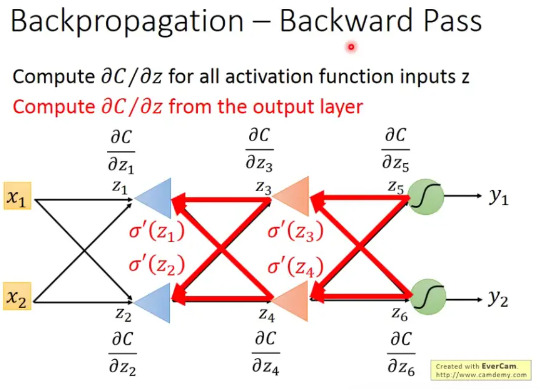 Backpropagation – Backward Pass
Compute ∂C/∂z for all activation function inputs z
Compute ∂C/∂z from the output layer
∂C/∂z₁ ∂C/∂z₃ ∂C/∂z₅
x₁ z₁ z₃ z₅ y₁
σ′(z₁) σ′(z₃)
σ′(z₂) σ′(z₄)
x₂ z₂ z₄ z₆ y₂
∂C/∂z₂ ∂C/∂z₄ ∂C/∂z₆
Created with EverCam.
http://www.camdemy.com